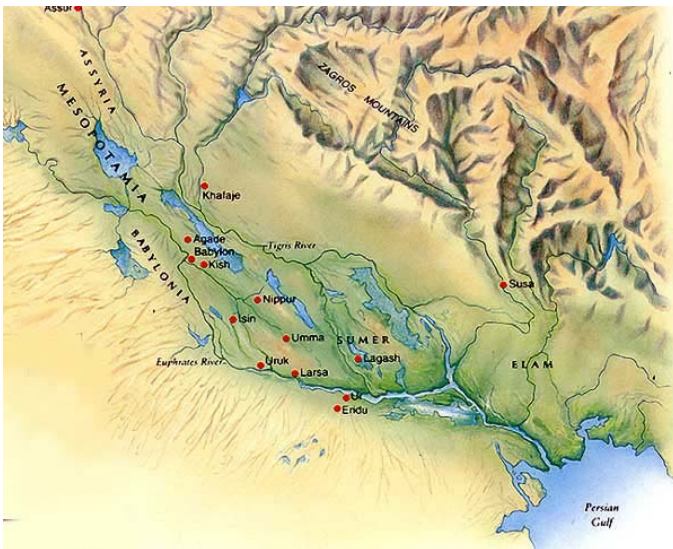 Assur
ASSYRIA
MESOPOTAMIA
ZAGROS MOUNTAINS
Khafaje
BABYLONIA
Agade
Tigris River
Babylon
Kish
Susa
Nippur
Isin
Umma
SUMER
Lagash
Euphrates River
Uruk
ELAM
Larsa
Ur
Eridu
Persian
Gulf